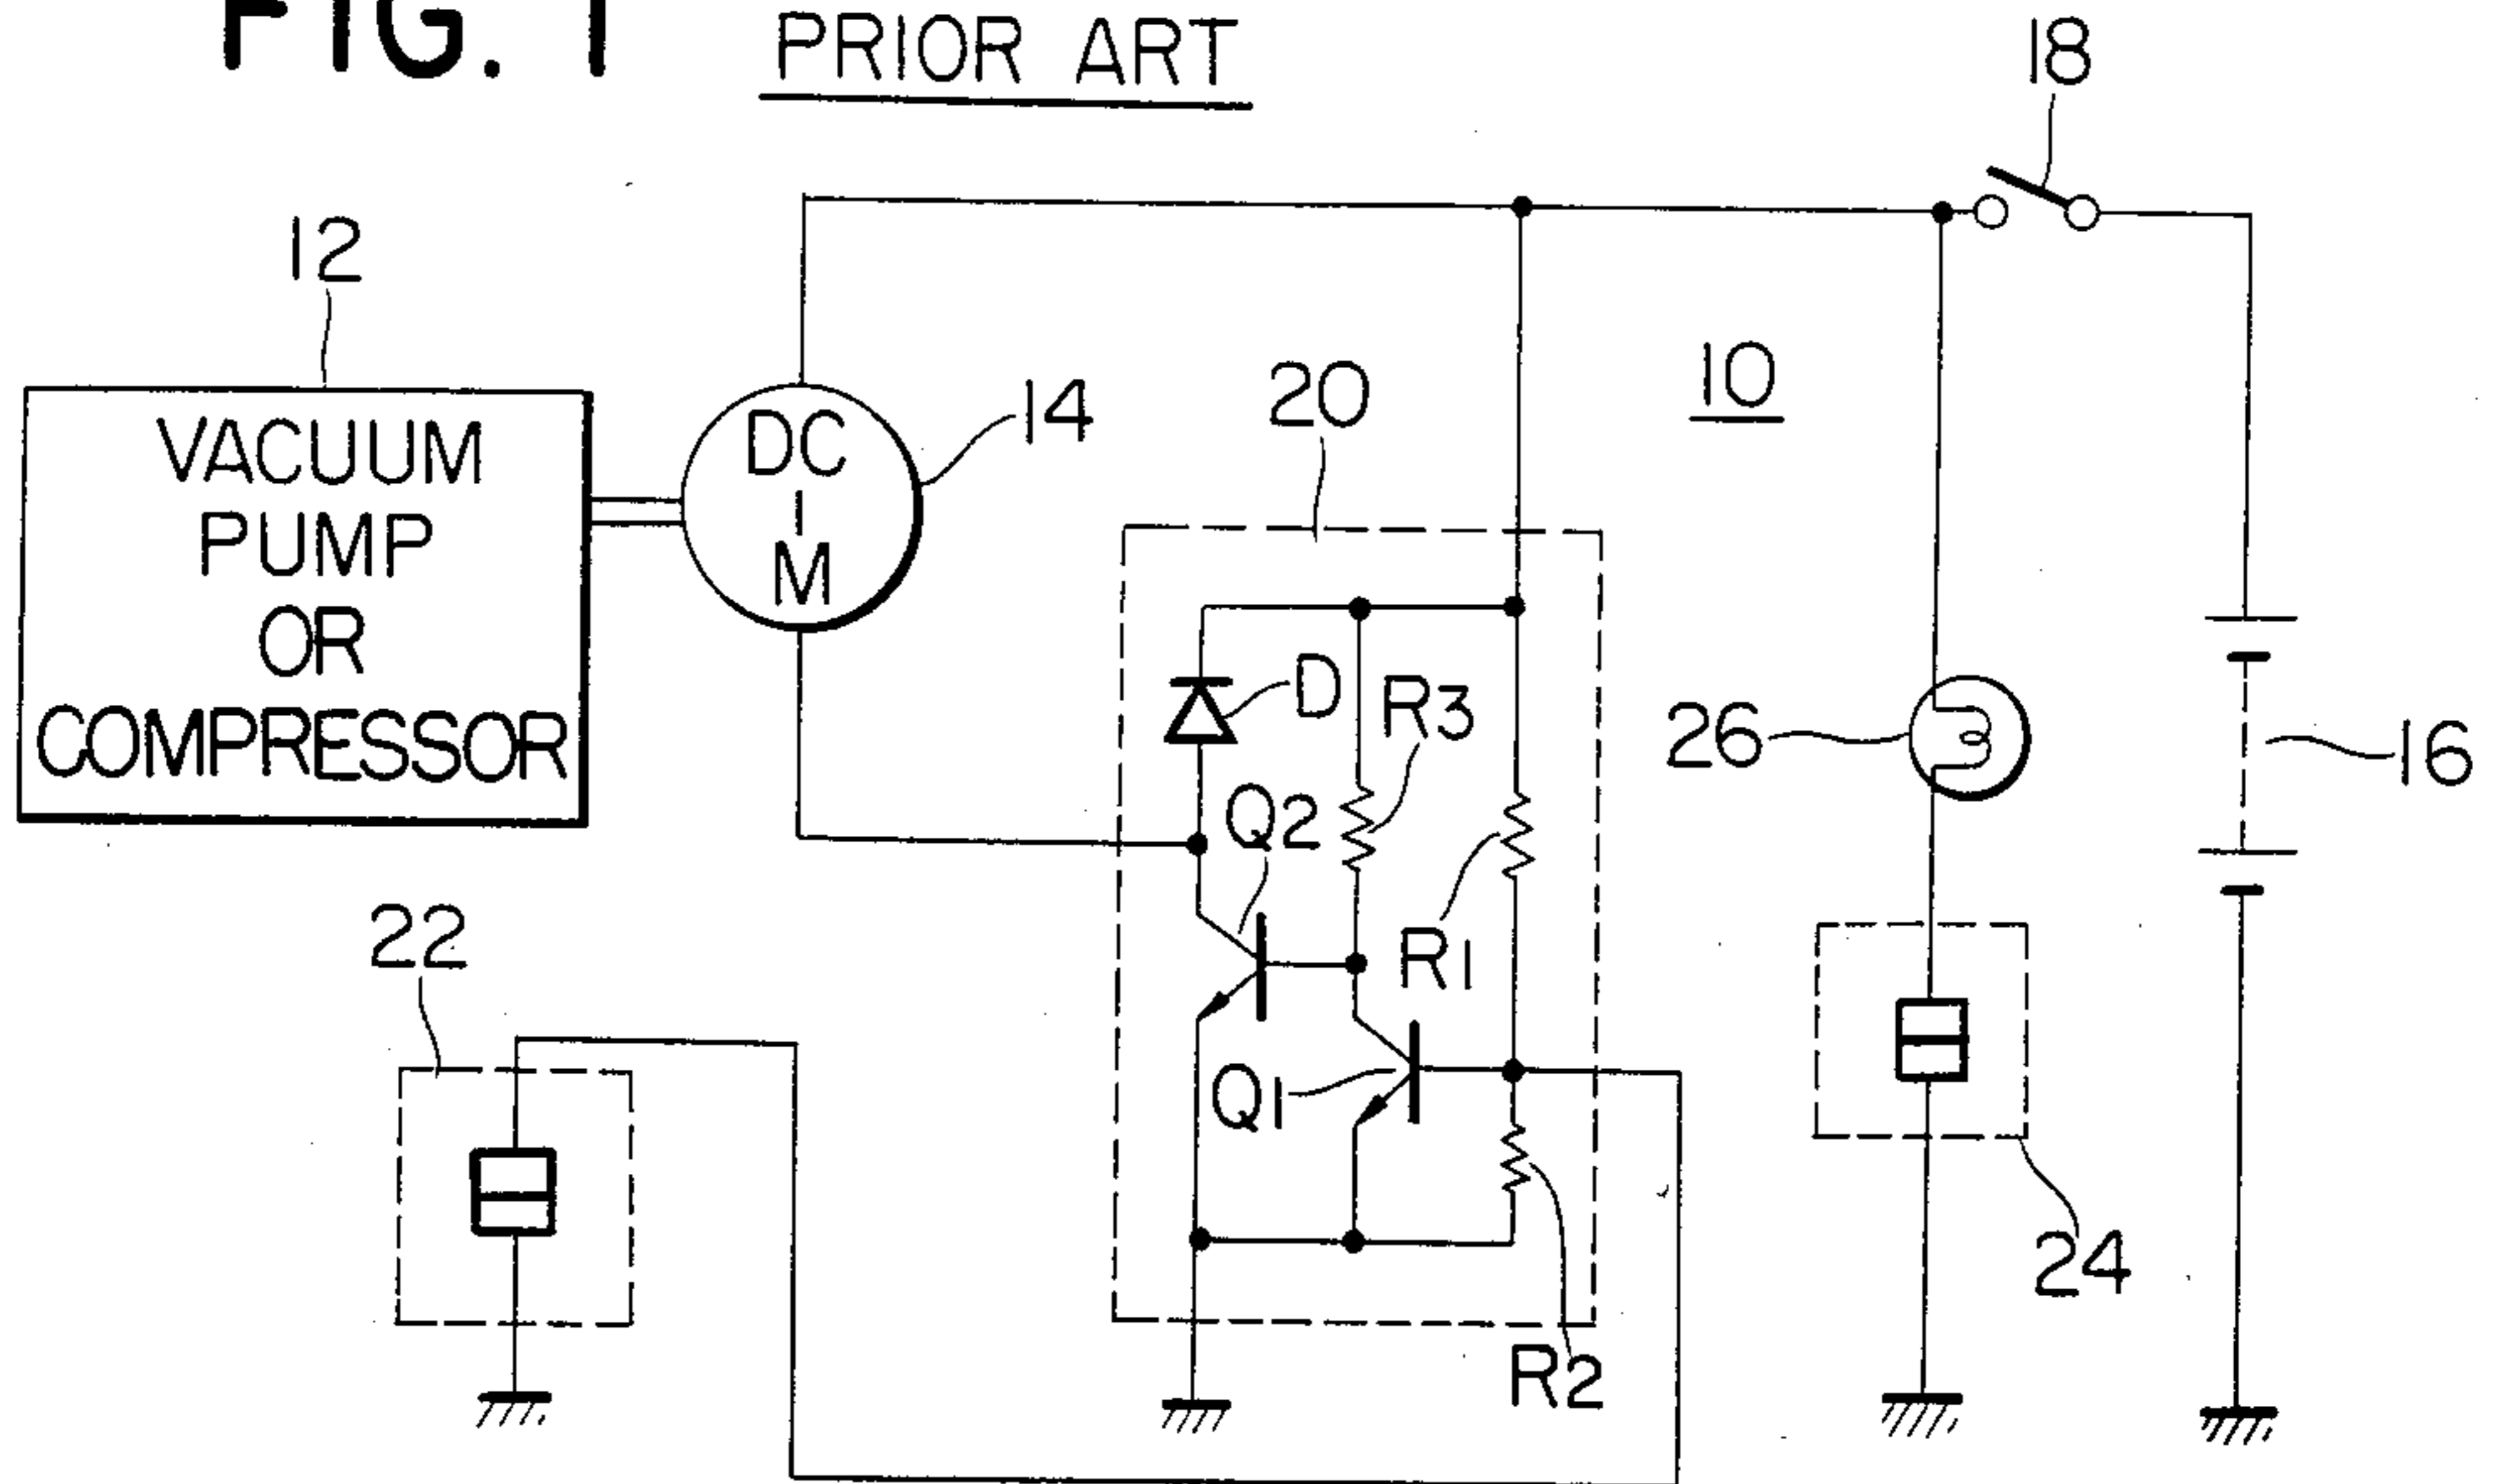 FIG. 1
PRIOR ART
18
12
10
20
14
VACUUM
PUMP
OR
COMPRESSOR
DC
M
D
R3
26
16
Q2
22
R1
Q1
24
R2